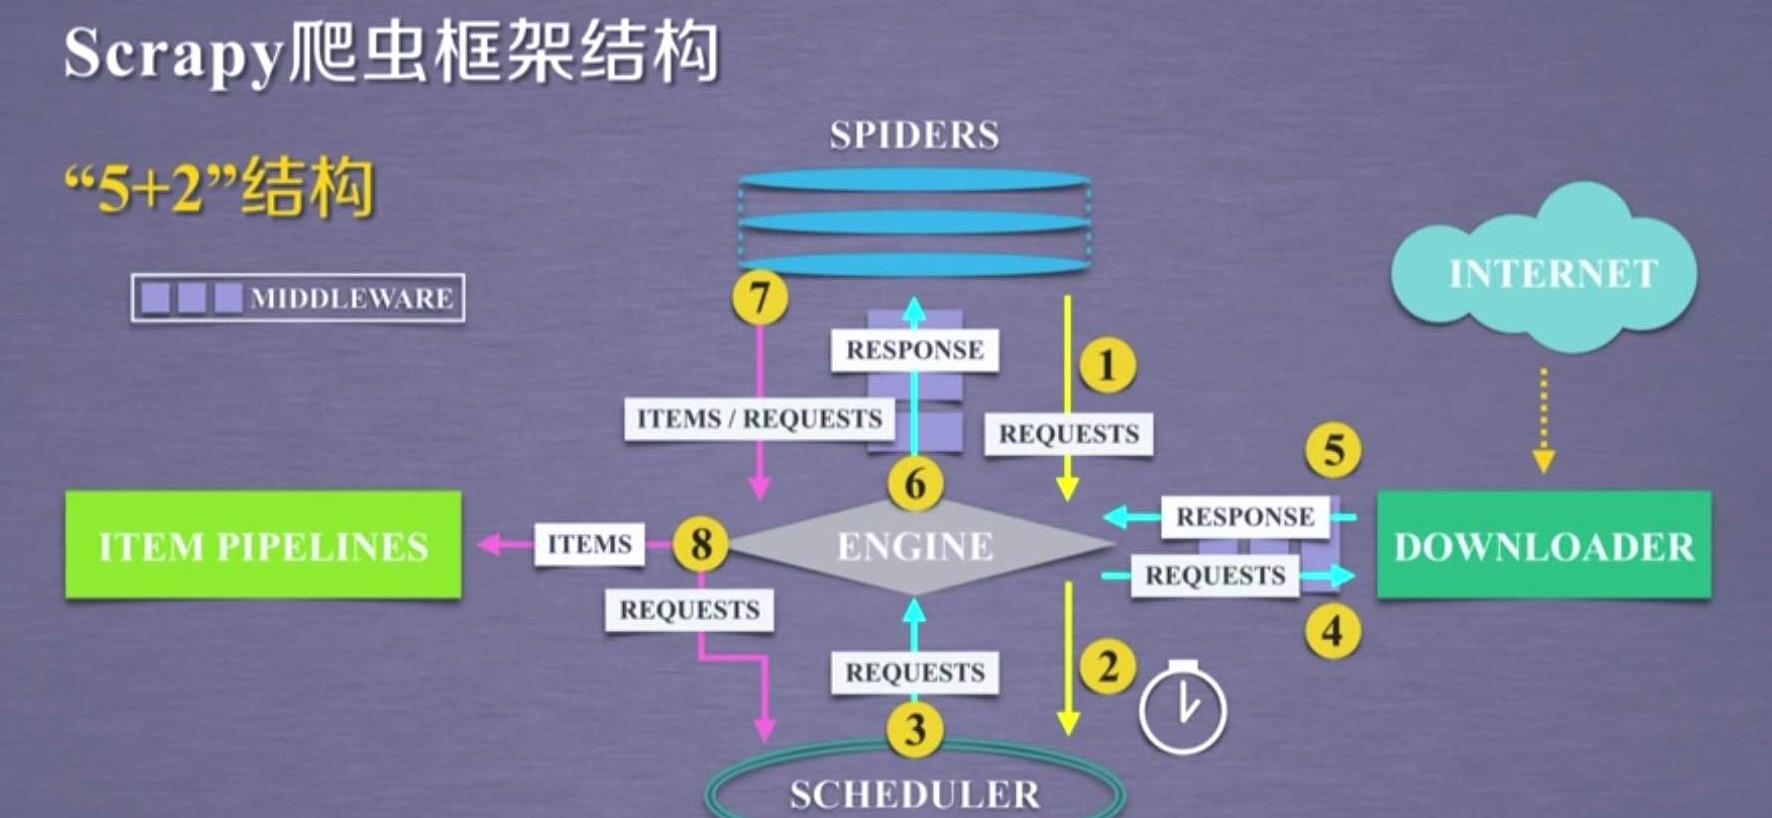 Scrapy爬虫框架结构
“5+2”结构
MIDDLEWARE
SPIDERS
INTERNET
7
RESPONSE
1
ITEMS / REQUESTS
REQUESTS
6
5
ITEM PIPELINES
ITEMS
8
ENGINE
RESPONSE
REQUESTS
DOWNLOADER
REQUESTS
4
REQUESTS
2
3
SCHEDULER